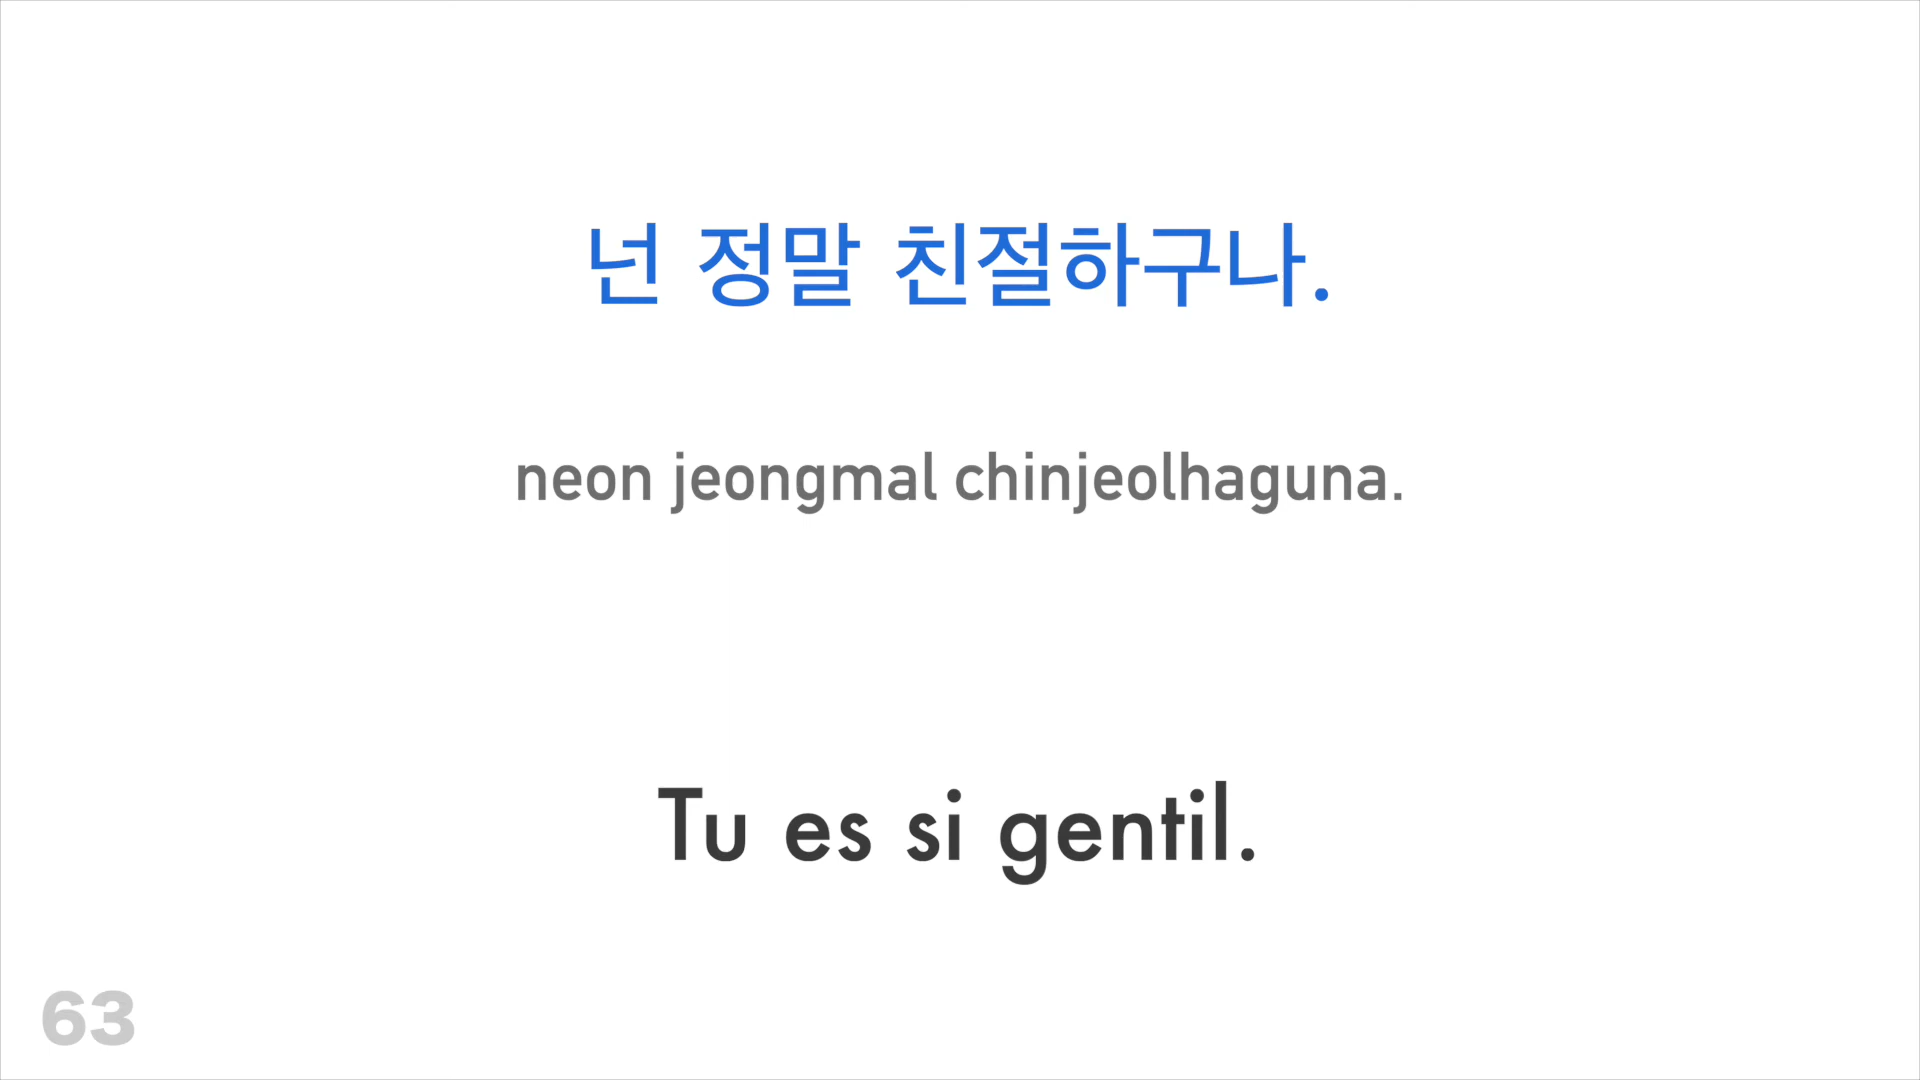 넌 정말 친절하구나.
neon jeongmal chinjeolhaguna.
Tu es si gentil.
63